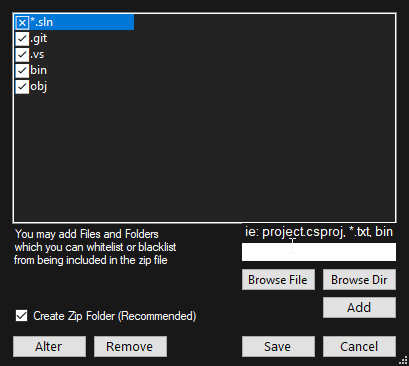 *.sln
.git
.vs
bin
obj
You may add Files and Folders
which you can whitelist or blacklist
from being included in the zip file
ie: project.csproj, *.txt, bin
Browse File
Browse Dir
Add
Create Zip Folder (Recommended)
Alter
Remove
Save
Cancel